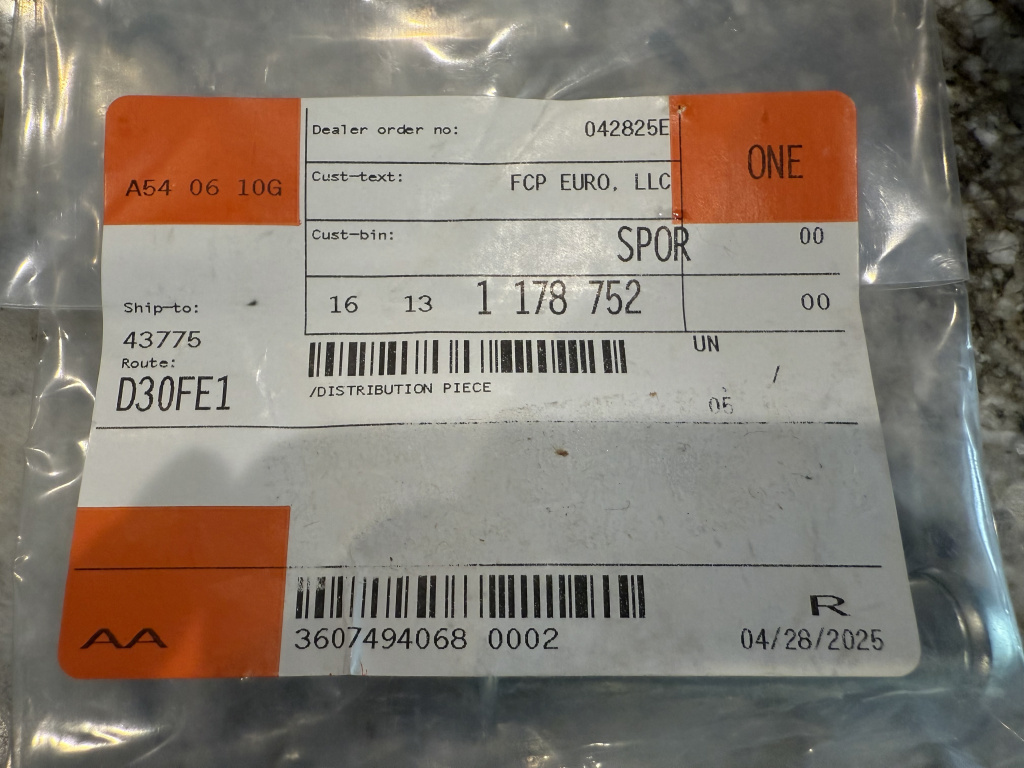 A54 06 10G
Dealer order no: 042825E
ONE
Cust-text: FCP EURO, LLC
Cust-bin: SPOR 00
16 13 1 178 752 00
Ship-to:
43775
Route:
D30FE1
UN
/DISTRIBUTION PIECE
/
05
AA
3607494068 0002
R
04/28/2025